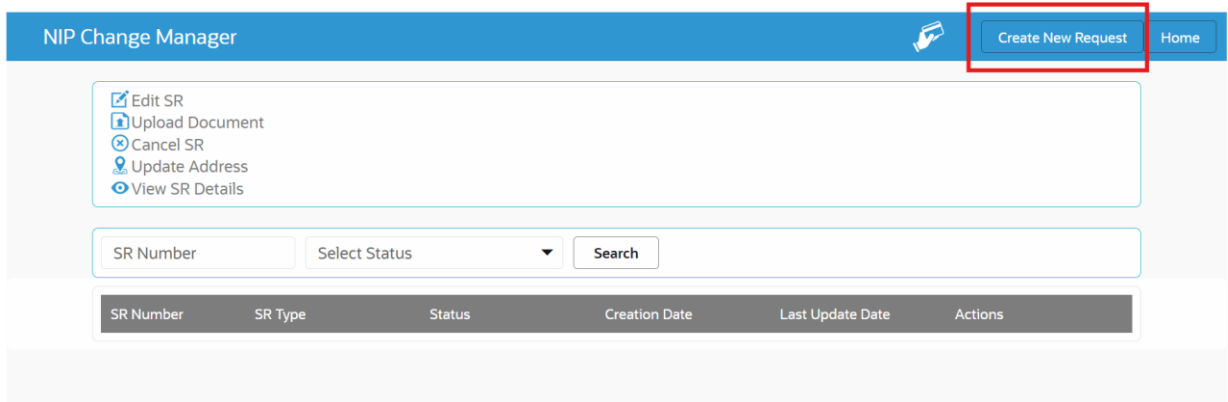 NIP Change Manager Create New Request Home
Edit SR
Upload Document
Cancel SR
Update Address
View SR Details
SR Number Select Status Search
SR Number SR Type Status Creation Date Last Update Date Actions